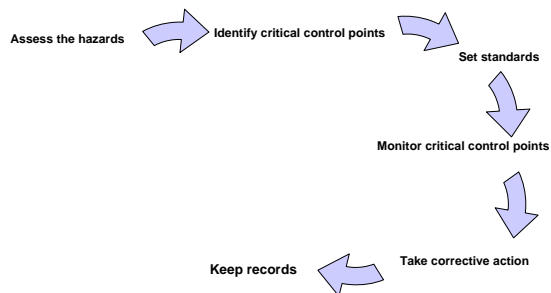 Assess the hazards
Identify critical control points
Set standards
Monitor critical control points
Take corrective action
Keep records